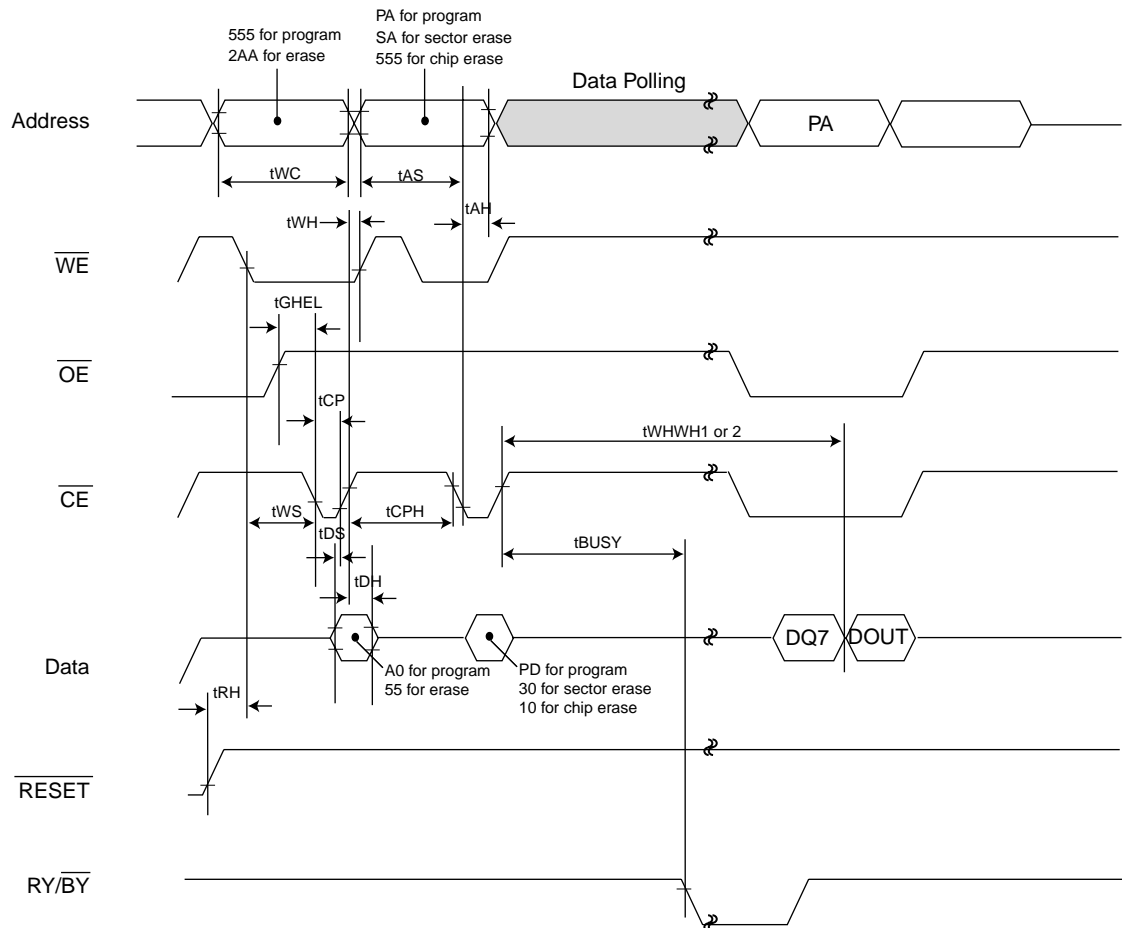 555 for program
2AA for erase
PA for program
SA for sector erase
555 for chip erase
Data Polling
Address
PA
tWC
tAS
tAH
tWH
WE
tGHEL
OE
tCP
tWHWH1 or 2
CE
tWS
tCPH
tDS
tBUSY
tDH
DQ7
DOUT
Data
A0 for program
55 for erase
PD for program
30 for sector erase
10 for chip erase
tRH
RESET
RY/BY